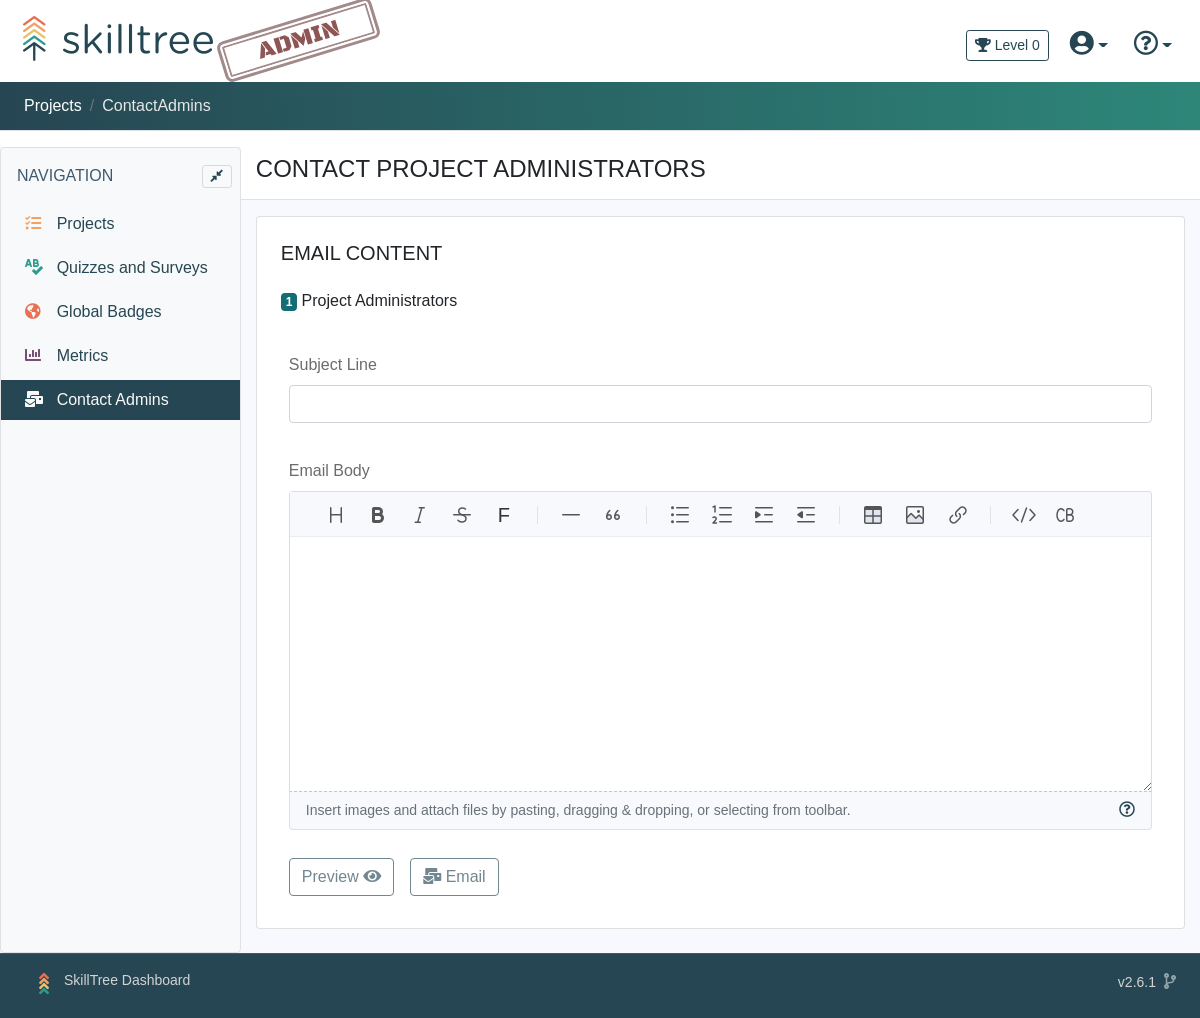 skilltree
ADMIN
Level 0
Projects / ContactAdmins
NAVIGATION
Projects
Quizzes and Surveys
Global Badges
Metrics
Contact Admins
CONTACT PROJECT ADMINISTRATORS
EMAIL CONTENT
1 Project Administrators
Subject Line
Email Body
H B I S F </> CB
Insert images and attach files by pasting, dragging & dropping, or selecting from toolbar.
Preview
Email
SkillTree Dashboard
v2.6.1